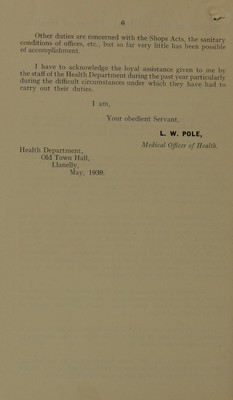 6
Other duties are concerned with the Shops Acts, the sanitary
conditions of offices, etc., but so far very little has been possible
of accomplishment.
I have to acknowledge the loyal assistance given to me by
the staff of the Health Department during the past year particularly
during the difficult circumstances under which they have had to
carry out their duties.
I am,
Your obedient Servant,
L. W. POLE,
Medical Officer of Health.
Health Department,
Old Town Hall,
Llanelly,
May, 1939.